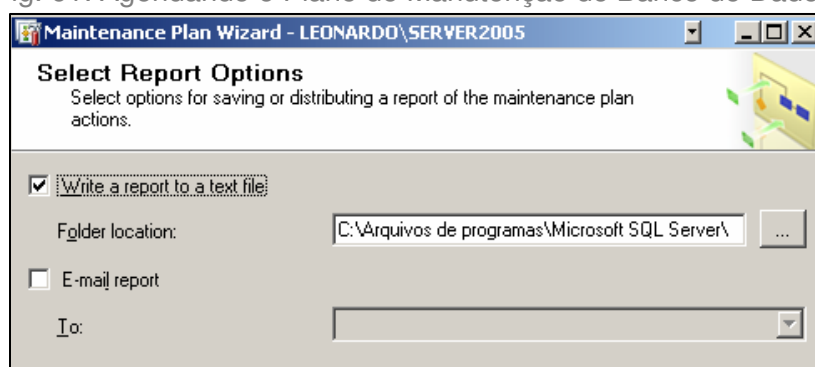 Agendando o Plano de Manutenção do Banco de
Maintenance Plan Wizard - LEONARDO\SERVER2005
Select Report Options
Select options for saving or distributing a report of the maintenance plan
actions.
Write a report to a text file
Folder location:
C:\Arquivos de programas\Microsoft SQL Server\
...
E-mail report
To: